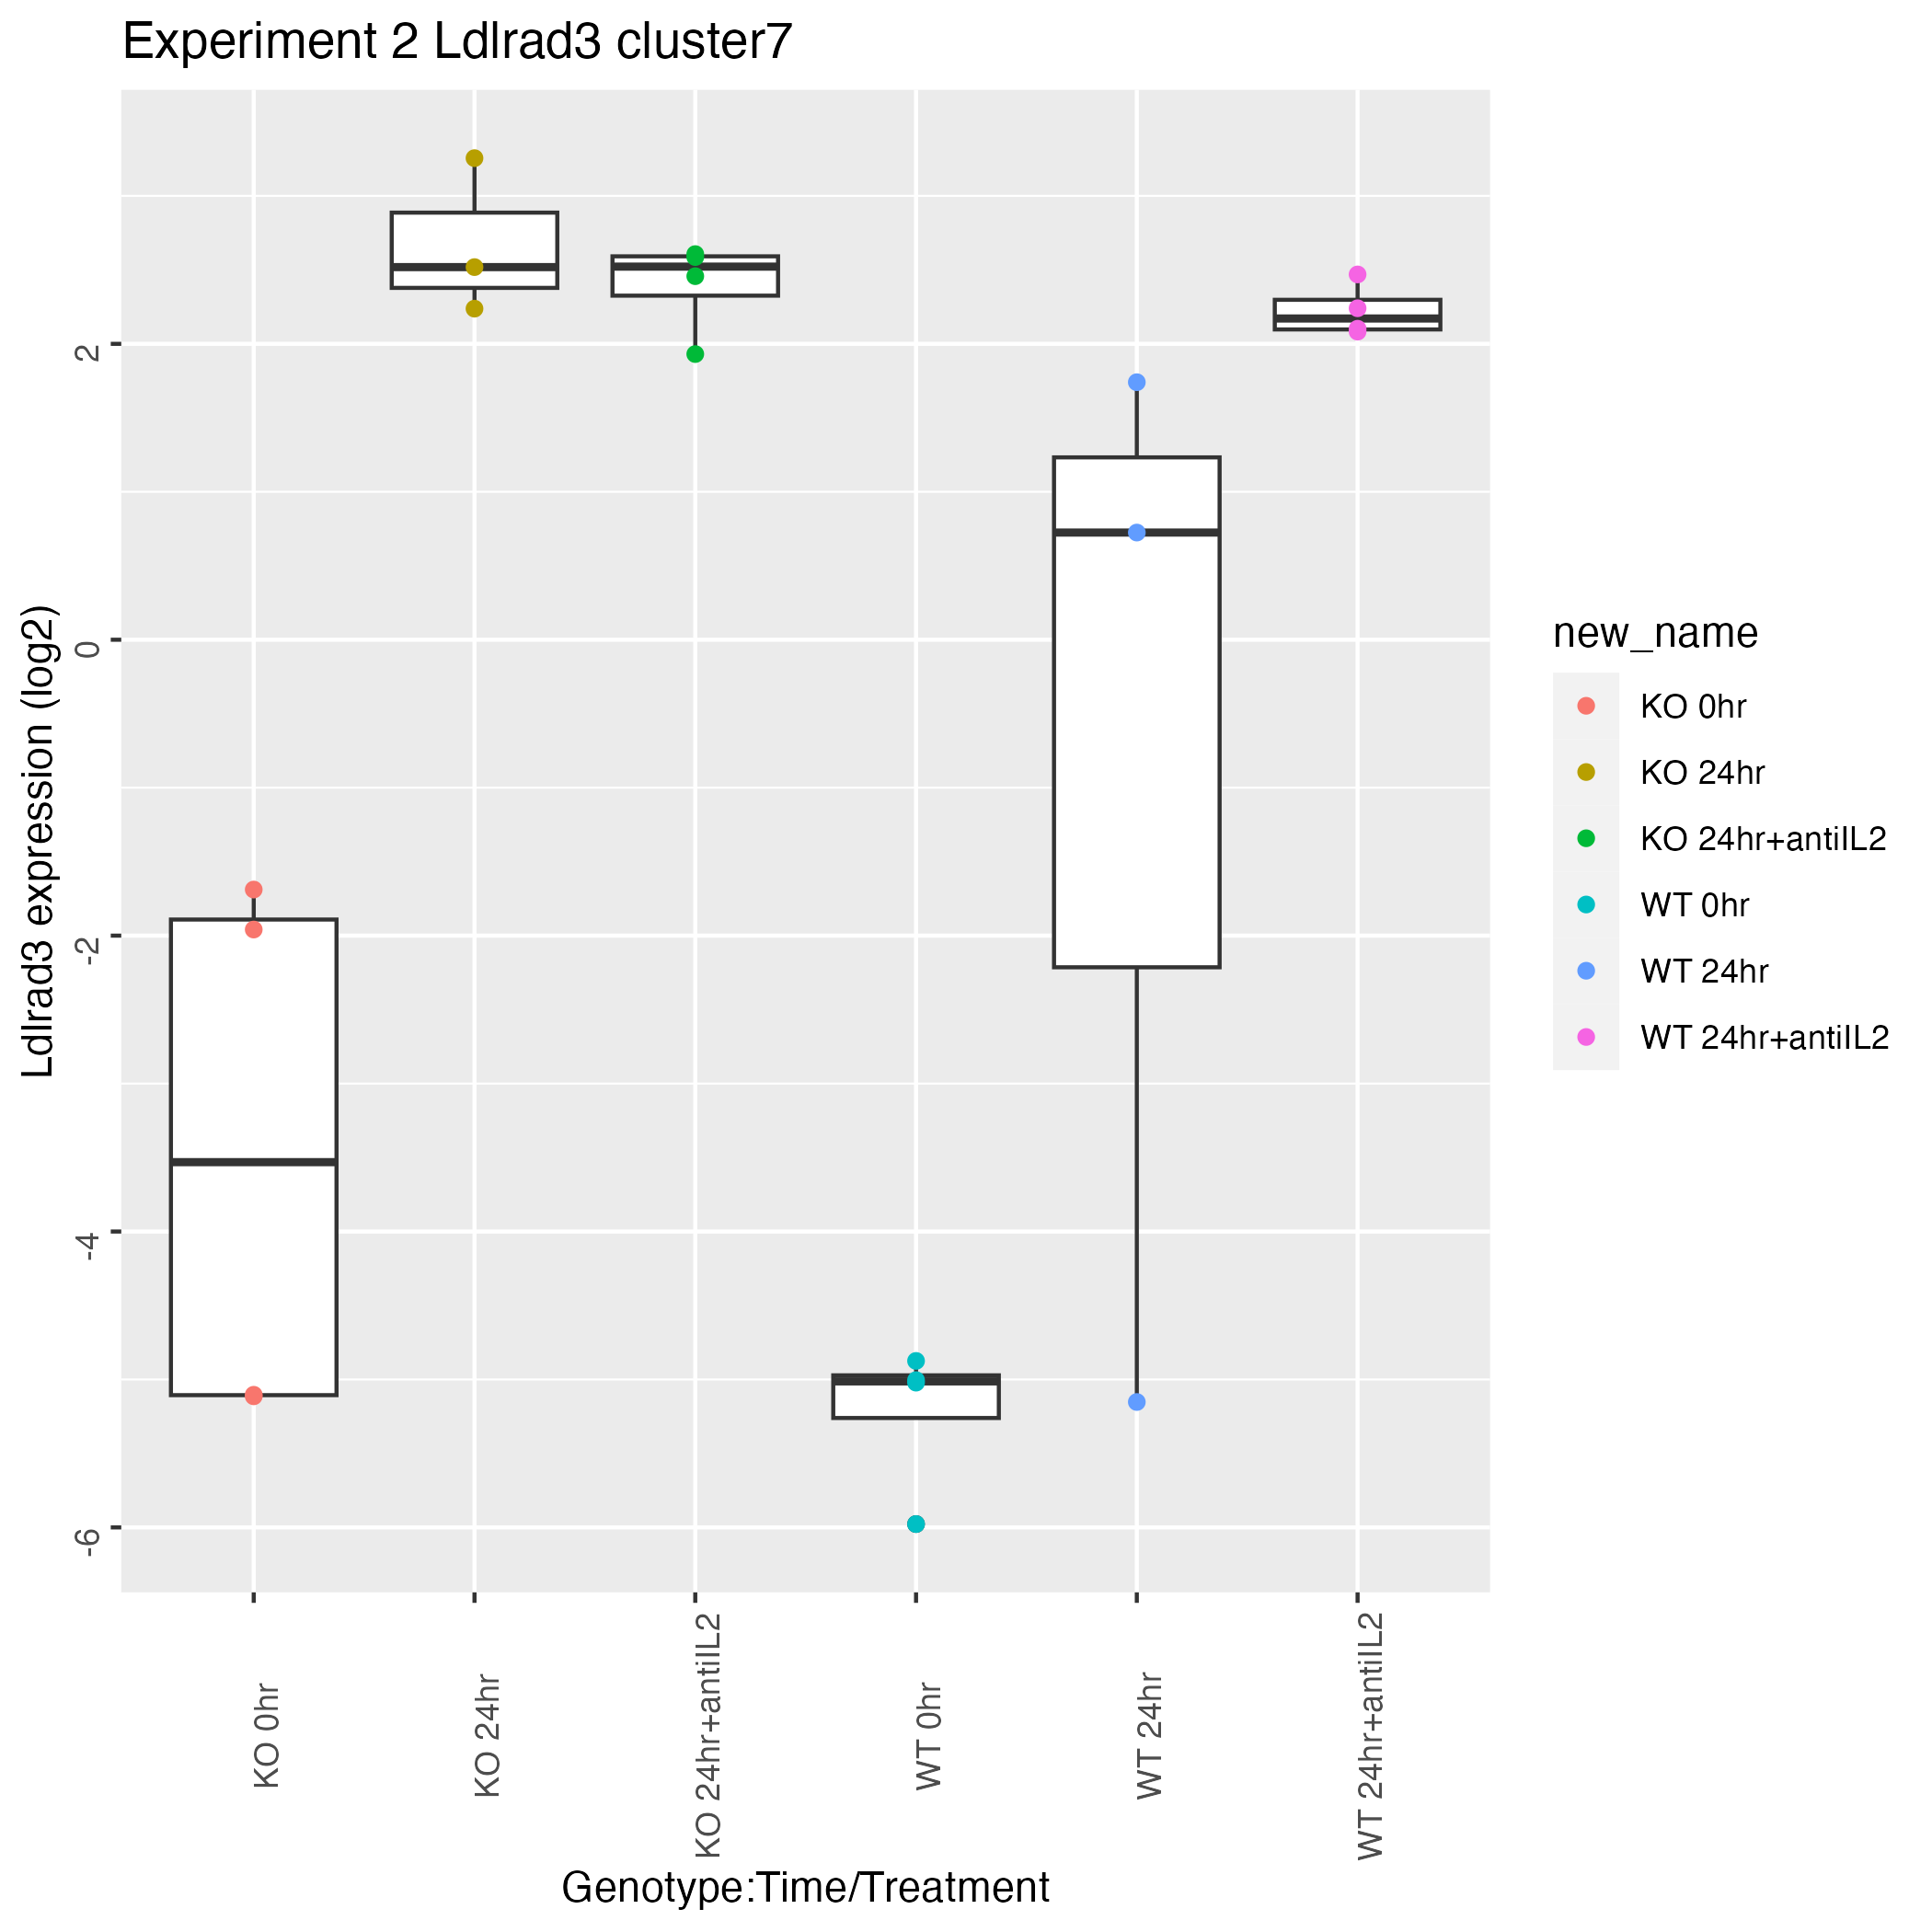 Experiment 2 Ldlrad3 cluster7
Ldlrad3 expression (log2)
2
0
-2
-4
-6
KO 0hr
KO 24hr
KO 24hr+antiIL2
WT 0hr
WT 24hr
WT 24hr+antiIL2
Genotype:Time/Treatment
new_name
KO 0hr
KO 24hr
KO 24hr+antiIL2
WT 0hr
WT 24hr
WT 24hr+antiIL2